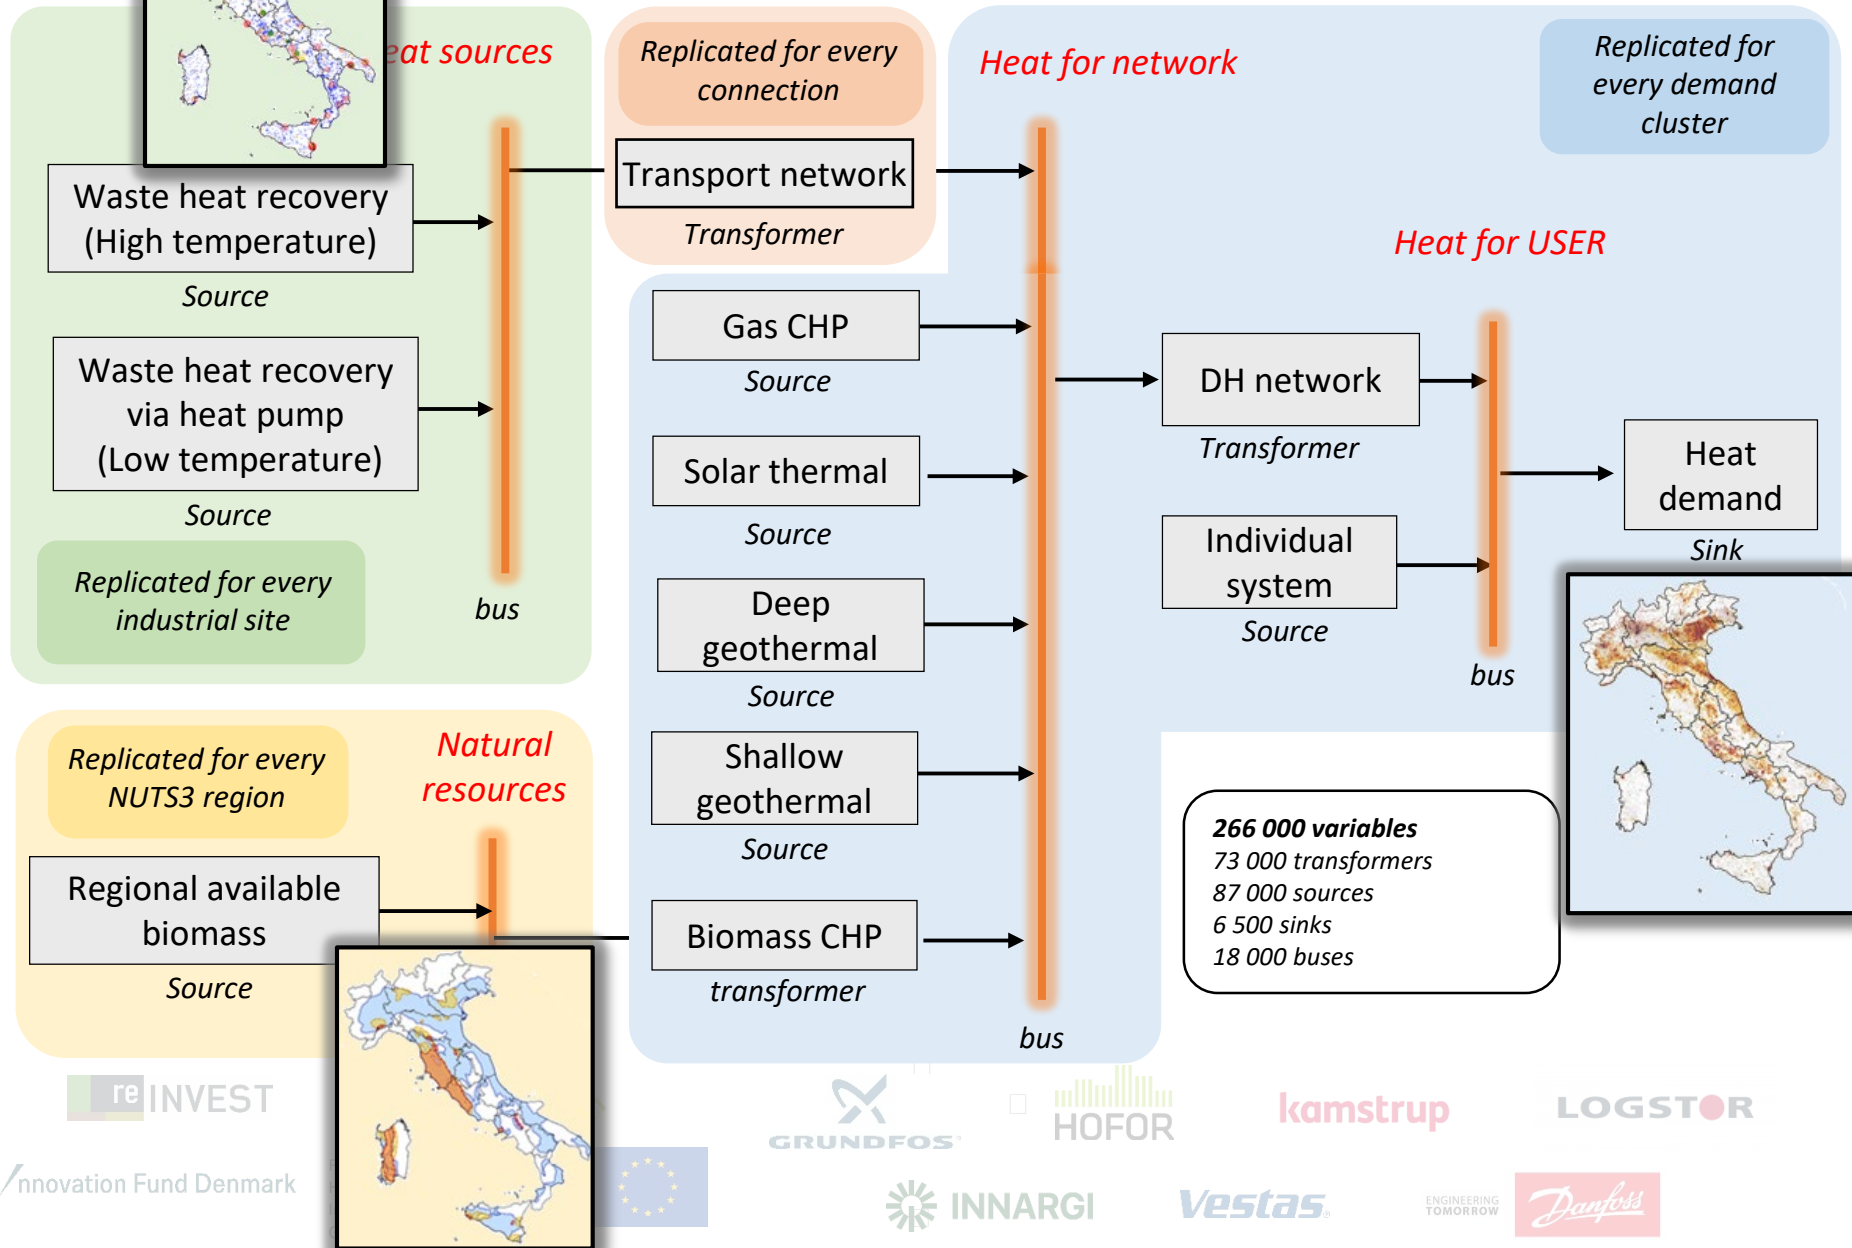 eat sources
Waste heat recovery
(High temperature)
Source
Waste heat recovery
via heat pump
(Low temperature)
Source
Replicated for every
industrial site
bus
Replicated for every
connection
Transport network
Transformer
Heat for network
Replicated for
every demand
cluster
Gas CHP
Source
Solar thermal
Source
Deep
geothermal
Source
Shallow
geothermal
Source
Biomass CHP
transformer
bus
Heat for USER
DH network
Transformer
Individual
system
Source
bus
Heat
demand
Sink
Replicated for every
NUTS3 region
Natural
resources
Regional available
biomass
Source
266 000 variables
73 000 transformers
87 000 sources
6 500 sinks
18 000 buses
re INVEST
GRUNDFOS
HOFOR
kamstrup
LOGSTOR
nnovation Fund Denmark
INNARGI
Vestas
ENGINEERING
TOMORROW
Danfoss